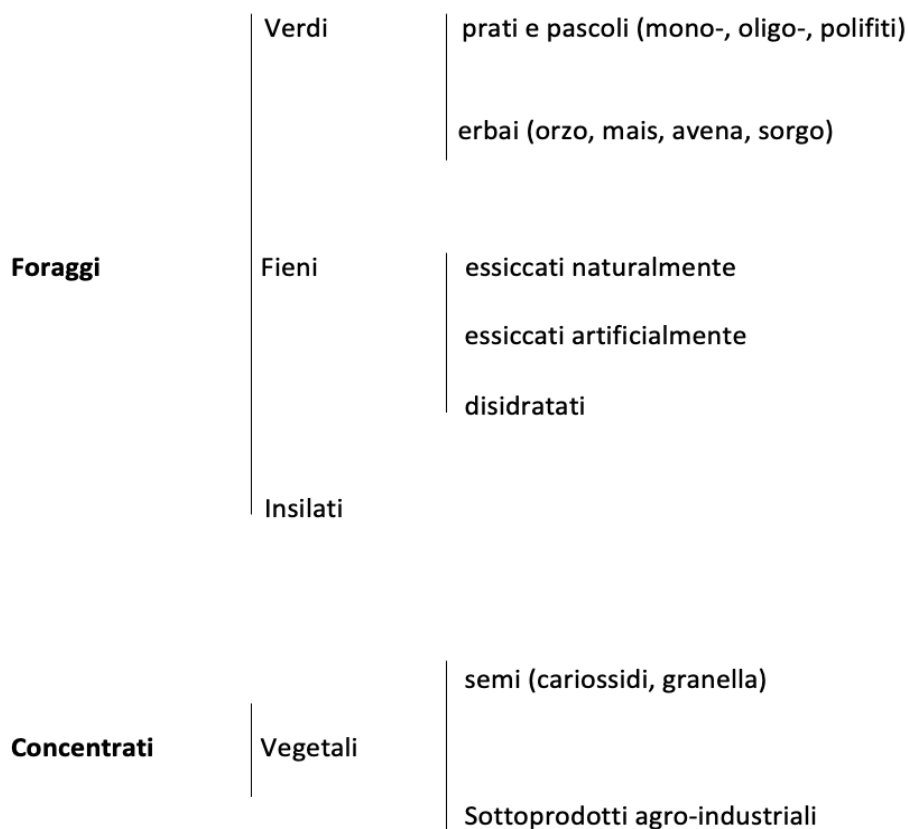 Verdi prati e pascoli (mono-, oligo-, polifiti)
erbai (orzo, mais, avena, sorgo)
Foraggi Fieni essiccati naturalmente
essiccati artificialmente
disidratati
Insilati
semi (cariossidi, granella)
Concentrati Vegetali
Sottoprodotti agro-industriali